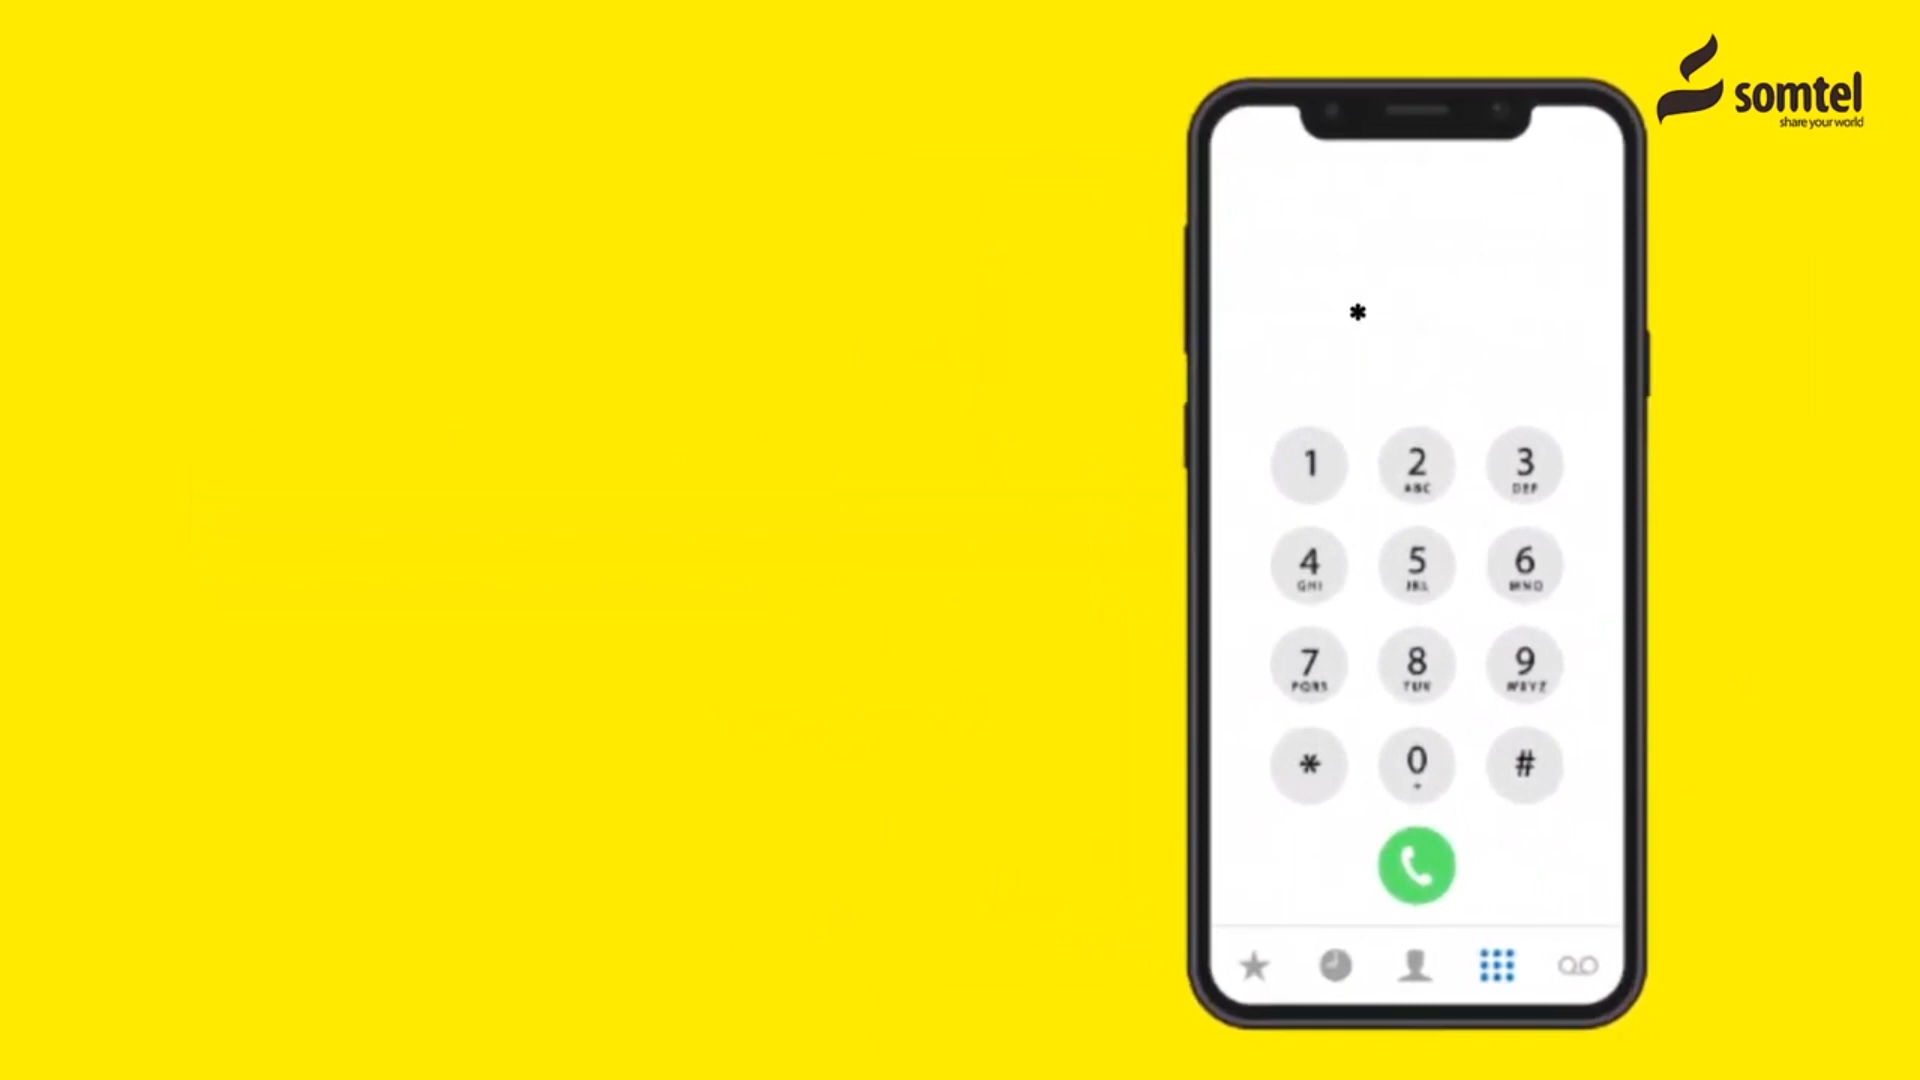 somtel
share your world
*
1 2 3
ABC DEF
4 5 6
GHI JKL MNO
7 8 9
PQRS TUV WXYZ
* 0 #
+